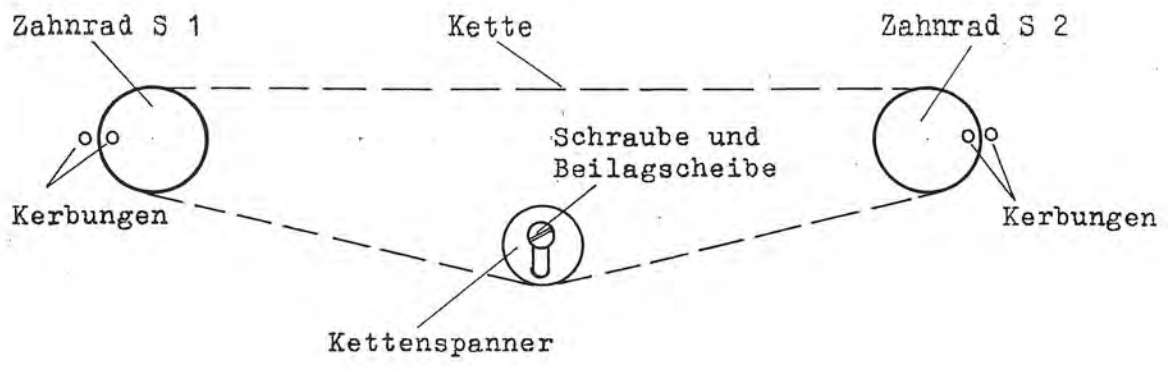 Zahnrad S 1
Kette
Zahnrad S 2
Schraube und
Beilagscheibe
Kerbungen
Kerbungen
Kettenspanner